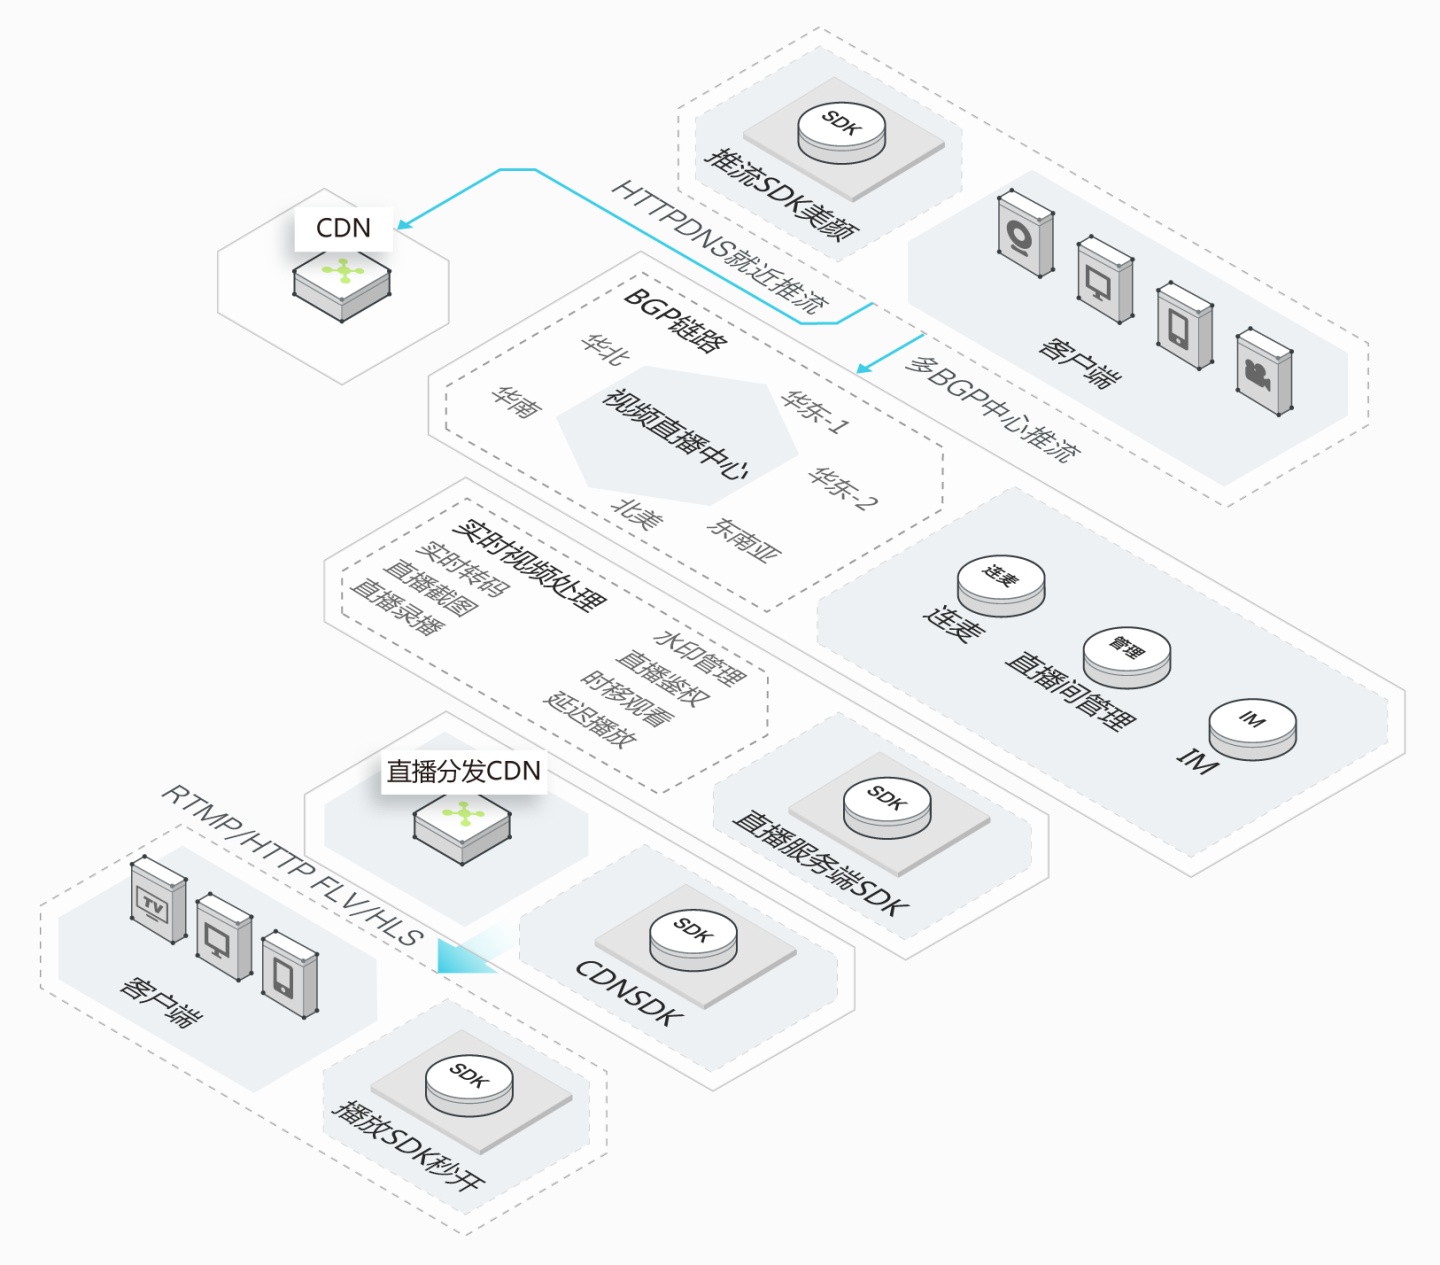 SDK
推流SDK美颜
CDN
HTTPDNS就近推流
客户端
多BGP中心推流
BGP链路
华北
华南
视频直播中心
华东-1
华东-2
北美
东南亚
实时视频处理
实时转码
直播截图
直播录播
水印管理
直播鉴权
时移观看
延迟播放
连麦
连麦
管理
直播间管理
IM
IM
直播分发CDN
SDK
直播服务端SDK
RTMP/HTTP FLV/HLS
SDK
CDNSDK
TV
客户端
SDK
播放SDK秒开